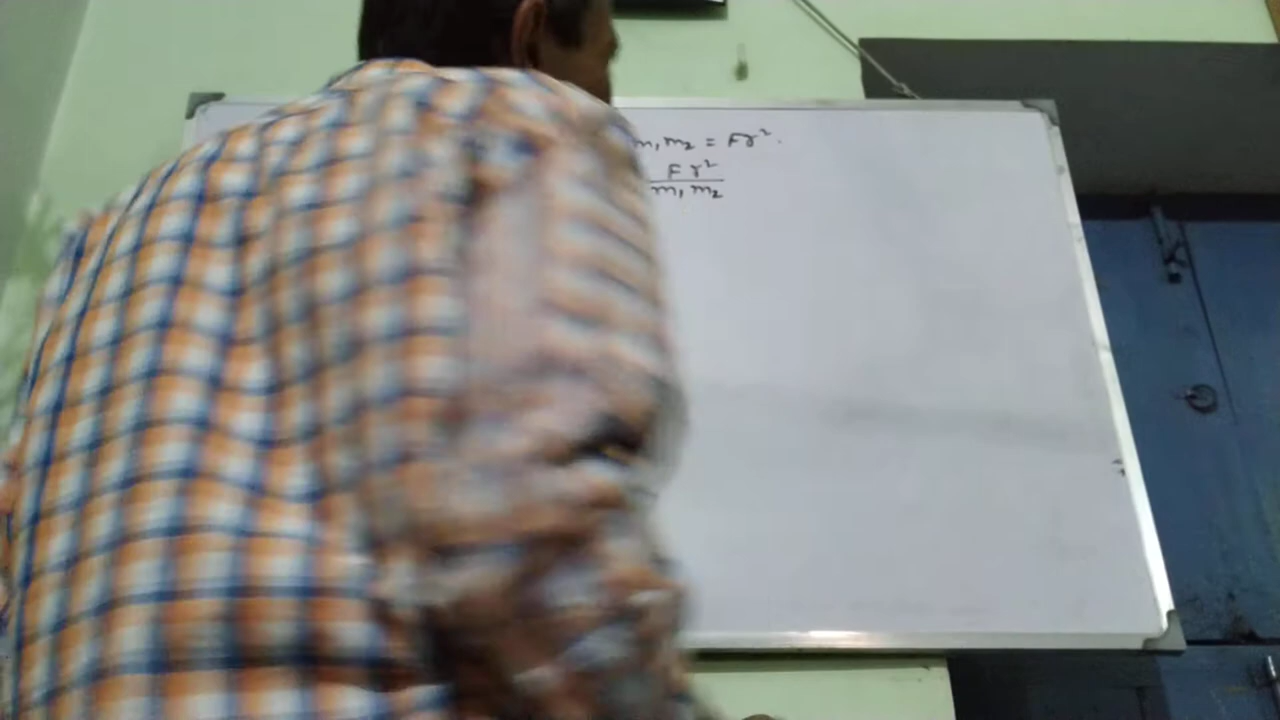 m₁m₂ = Fr².
Fr² / m₁m₂